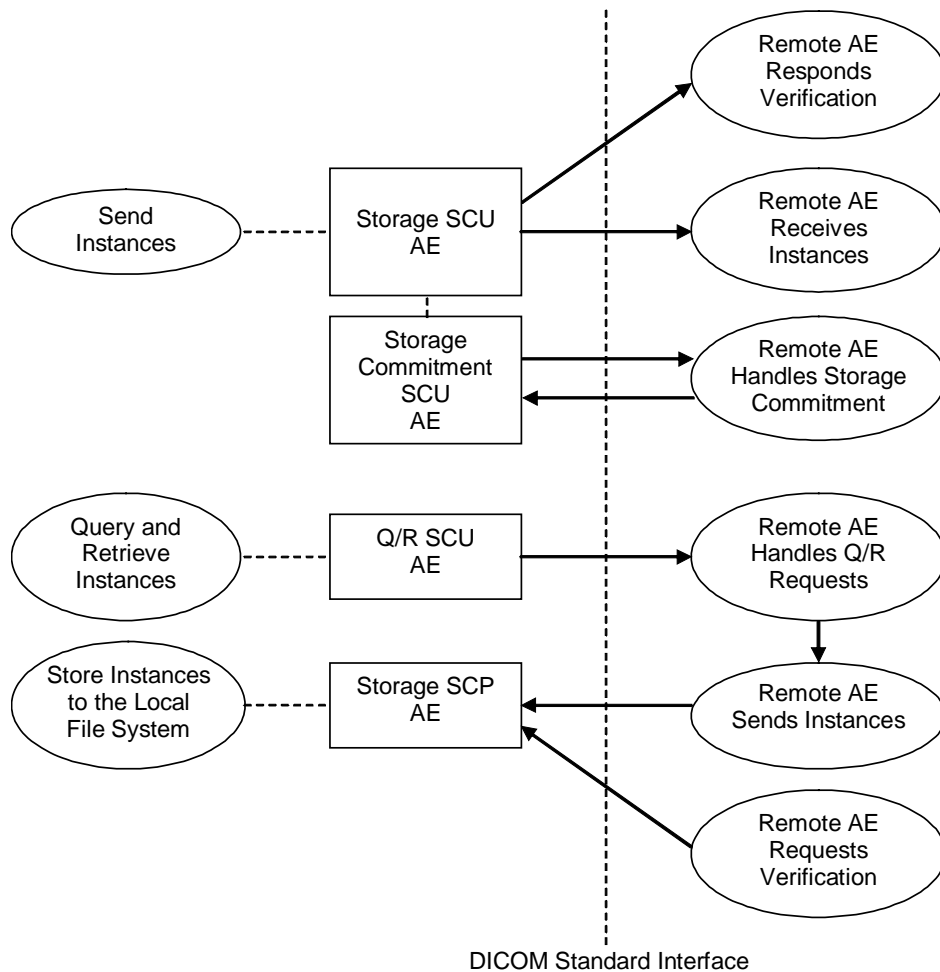 Remote AE
Responds
Verification
Send
Instances
Storage SCU
AE
Remote AE
Receives
Instances
Storage
Commitment
SCU
AE
Remote AE
Handles Storage
Commitment
Query and
Retrieve
Instances
Q/R SCU
AE
Remote AE
Handles Q/R
Requests
Store Instances
to the Local
File System
Storage SCP
AE
Remote AE
Sends Instances
Remote AE
Requests
Verification
DICOM Standard Interface